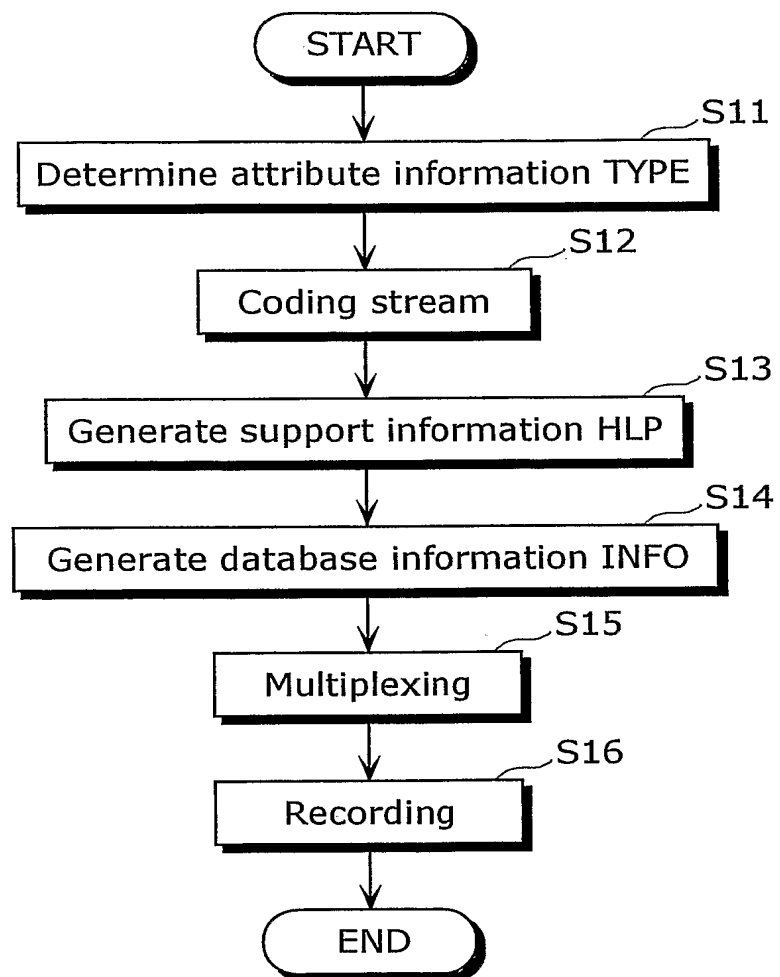 START
S11
Determine attribute information TYPE
S12
Coding stream
S13
Generate support information HLP
S14
Generate database information INFO
S15
Multiplexing
S16
Recording
END